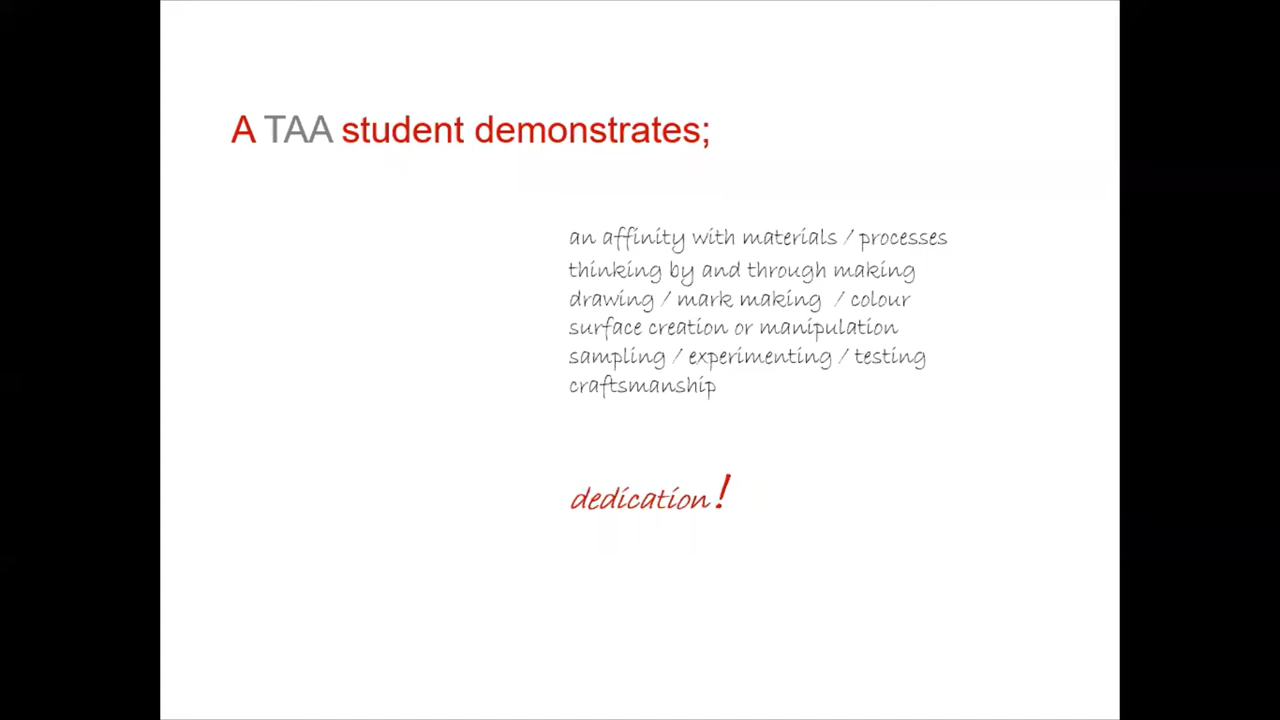 A TAA student demonstrates;
an affinity with materials / processes
thinking by and through making
drawing / mark making / colour
surface creation or manipulation
sampling / experimenting / testing
craftsmanship
dedication!